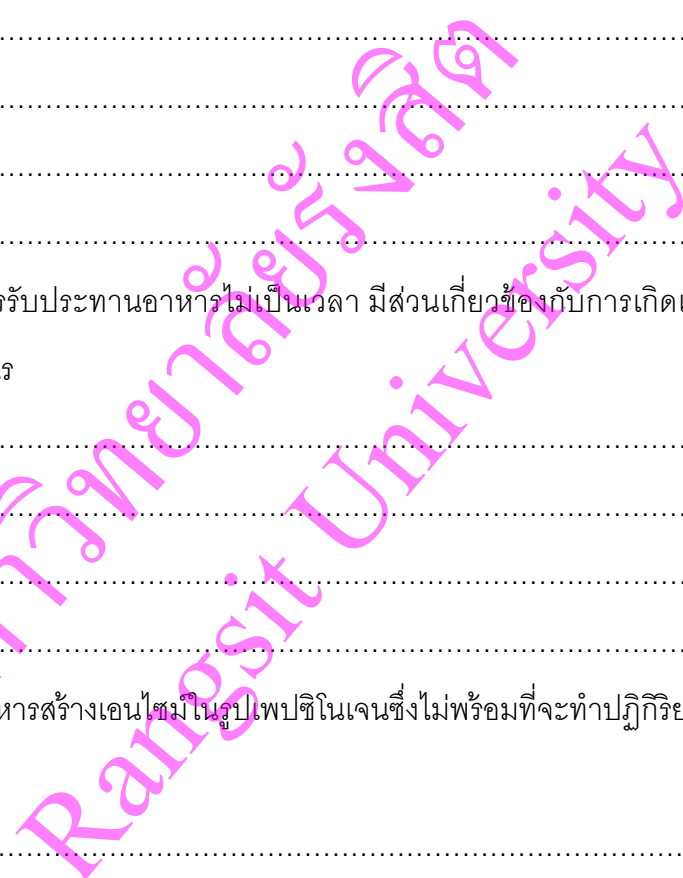 ....................................................................................
....................................................................................
....................................................................................
....................................................................................
รรับประทานอาหารไม่เป็นเวลา มีส่วนเกี่ยวข้องกับการเกิด
ร
....................................................................................
....................................................................................
....................................................................................
....................................................................................
หารสร้างเอนไซม์ในรูปเพปซิโนเจนซึ่งไม่พร้อมที่จะทำปฏิกิริย
....................................................................................
วิทยาลัยรังสิต
Rangsit University